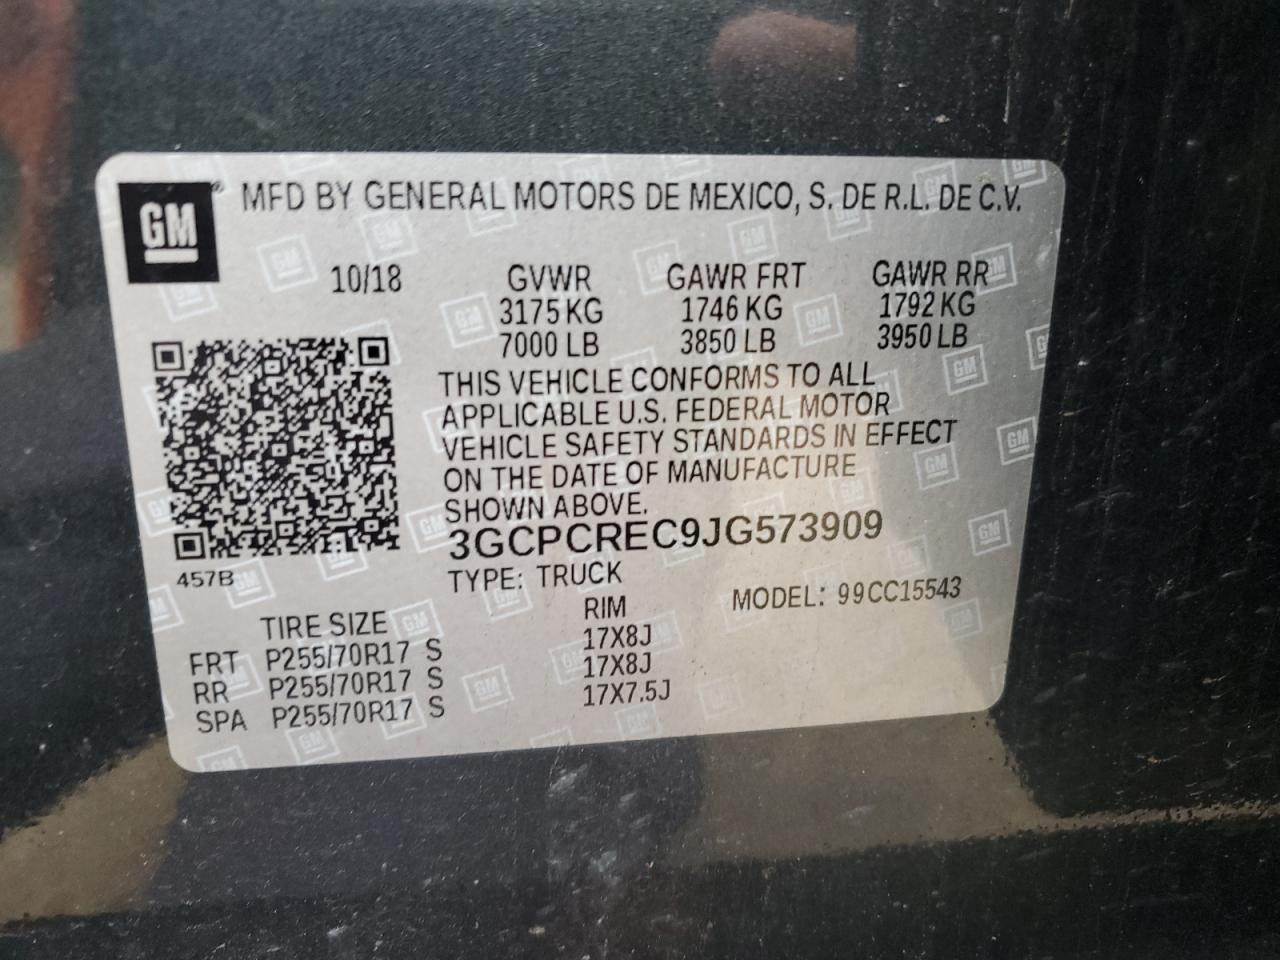 GM® MFD BY GENERAL MOTORS DE MEXICO, S. DE R.L. DE C.V.
10/18 GVWR GAWR FRT GAWR RR
3175 KG 1746 KG 1792 KG
7000 LB 3850 LB 3950 LB
THIS VEHICLE CONFORMS TO ALL
APPLICABLE U.S. FEDERAL MOTOR
VEHICLE SAFETY STANDARDS IN EFFECT
ON THE DATE OF MANUFACTURE
SHOWN ABOVE.
3GCPCREC9JG573909
457B TYPE: TRUCK
MODEL: 99CC15543
TIRE SIZE RIM
FRT P255/70R17 S 17X8J
RR P255/70R17 S 17X8J
SPA P255/70R17 S 17X7.5J